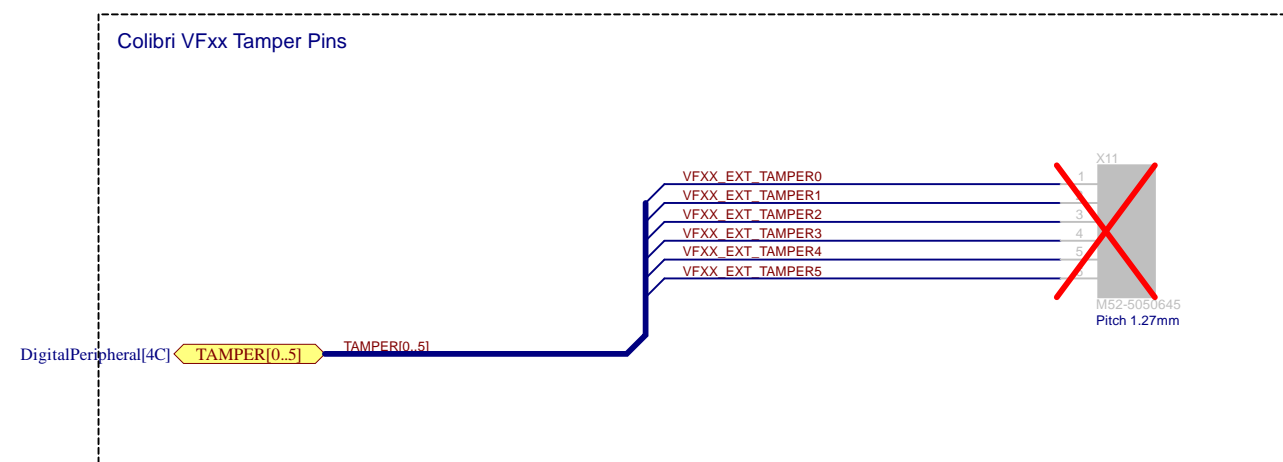 Colibri VFxx Tamper Pins
X11
VFXX_EXT_TAMPER0 1
VFXX_EXT_TAMPER1
VFXX_EXT_TAMPER2 3
VFXX_EXT_TAMPER3 4
VFXX_EXT_TAMPER4 5
VFXX_EXT_TAMPER5
M52-5050645
Pitch 1.27mm
DigitalPeripheral[4C] TAMPER[0..5] TAMPER[0..5]